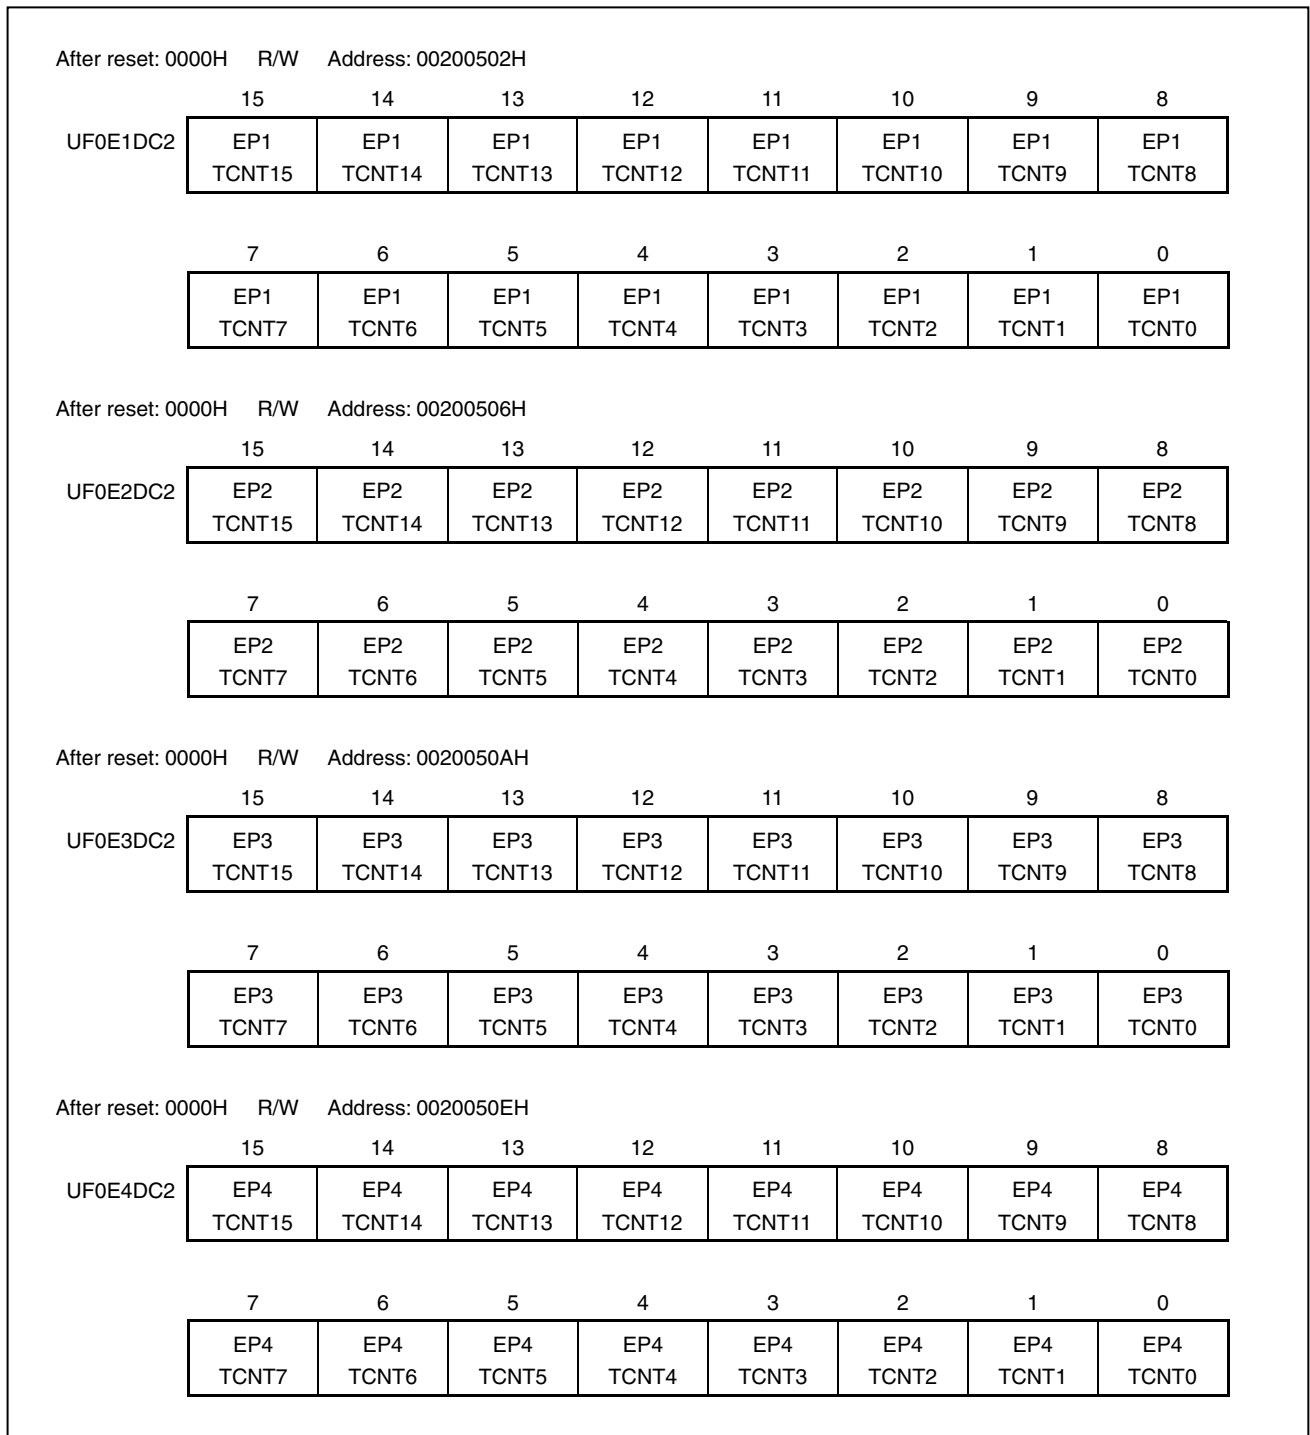 After reset: 0000H R/W Address: 00200502H
15 14 13 12 11 10 9 8
UF0E1DC2 EP1 EP1 EP1 EP1 EP1 EP1 EP1 EP1
TCNT15 TCNT14 TCNT13 TCNT12 TCNT11 TCNT10 TCNT9 TCNT8
7 6 5 4 3 2 1 0
EP1 EP1 EP1 EP1 EP1 EP1 EP1 EP1
TCNT7 TCNT6 TCNT5 TCNT4 TCNT3 TCNT2 TCNT1 TCNT0
After reset: 0000H R/W Address: 00200506H
15 14 13 12 11 10 9 8
UF0E2DC2 EP2 EP2 EP2 EP2 EP2 EP2 EP2 EP2
TCNT15 TCNT14 TCNT13 TCNT12 TCNT11 TCNT10 TCNT9 TCNT8
7 6 5 4 3 2 1 0
EP2 EP2 EP2 EP2 EP2 EP2 EP2 EP2
TCNT7 TCNT6 TCNT5 TCNT4 TCNT3 TCNT2 TCNT1 TCNT0
After reset: 0000H R/W Address: 0020050AH
15 14 13 12 11 10 9 8
UF0E3DC2 EP3 EP3 EP3 EP3 EP3 EP3 EP3 EP3
TCNT15 TCNT14 TCNT13 TCNT12 TCNT11 TCNT10 TCNT9 TCNT8
7 6 5 4 3 2 1 0
EP3 EP3 EP3 EP3 EP3 EP3 EP3 EP3
TCNT7 TCNT6 TCNT5 TCNT4 TCNT3 TCNT2 TCNT1 TCNT0
After reset: 0000H R/W Address: 0020050EH
15 14 13 12 11 10 9 8
UF0E4DC2 EP4 EP4 EP4 EP4 EP4 EP4 EP4 EP4
TCNT15 TCNT14 TCNT13 TCNT12 TCNT11 TCNT10 TCNT9 TCNT8
7 6 5 4 3 2 1 0
EP4 EP4 EP4 EP4 EP4 EP4 EP4 EP4
TCNT7 TCNT6 TCNT5 TCNT4 TCNT3 TCNT2 TCNT1 TCNT0